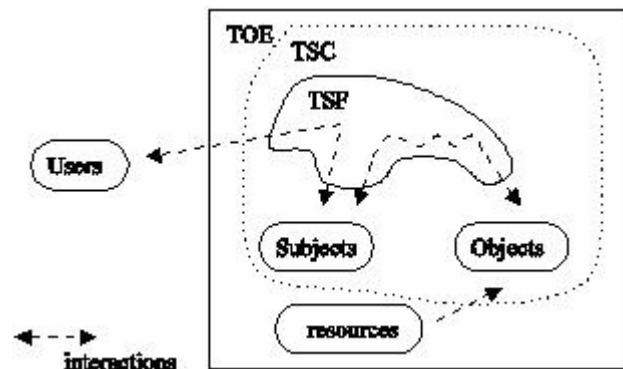 TOE
TSC
TSF
Users
Subjects
Objects
resources
interactions